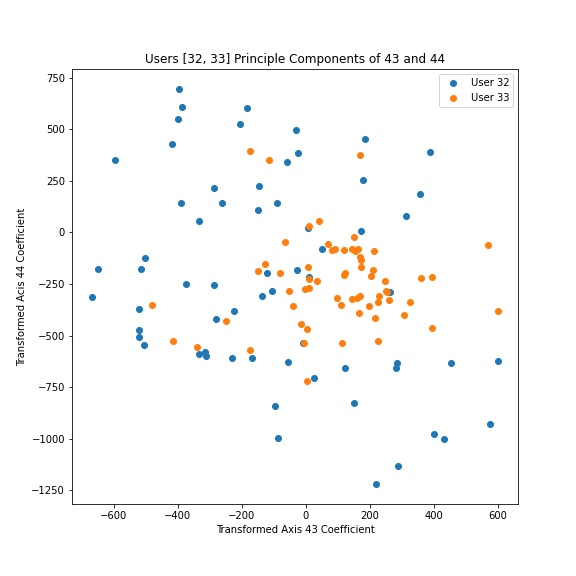 Users [32, 33] Principle Components of 43 and 44
User 32
User 33
750
500
250
0
−250
−500
−750
−1000
−1250
Transformed Acis 44 Coefficient
−600 −400 −200 0 200 400 600
Transformed Axis 43 Coefficient